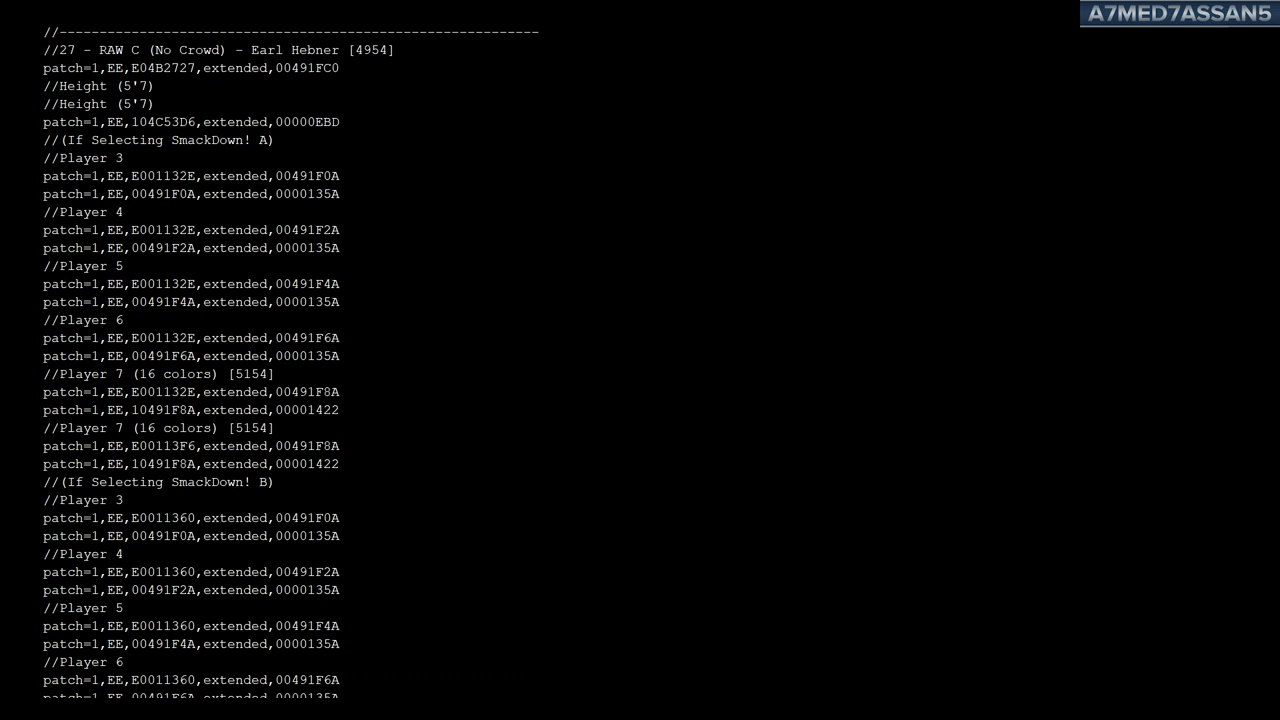 A7MED7ASSAN5
//------------------------------------------------------------
//27 - RAW C (No Crowd) - Earl Hebner [4954]
patch=1,EE,E04B2727,extended,00491FC0
//Height (5'7)
//Height (5'7)
patch=1,EE,104C53D6,extended,00000EBD
//(If Selecting SmackDown! A)
//Player 3
patch=1,EE,E001132E,extended,00491F0A
patch=1,EE,00491F0A,extended,0000135A
//Player 4
patch=1,EE,E001132E,extended,00491F2A
patch=1,EE,00491F2A,extended,0000135A
//Player 5
patch=1,EE,E001132E,extended,00491F4A
patch=1,EE,00491F4A,extended,0000135A
//Player 6
patch=1,EE,E001132E,extended,00491F6A
patch=1,EE,00491F6A,extended,0000135A
//Player 7 (16 colors) [5154]
patch=1,EE,E001132E,extended,00491F8A
patch=1,EE,10491F8A,extended,00001422
//Player 7 (16 colors) [5154]
patch=1,EE,E00113F6,extended,00491F8A
patch=1,EE,10491F8A,extended,00001422
//(If Selecting SmackDown! B)
//Player 3
patch=1,EE,E0011360,extended,00491F0A
patch=1,EE,00491F0A,extended,0000135A
//Player 4
patch=1,EE,E0011360,extended,00491F2A
patch=1,EE,00491F2A,extended,0000135A
//Player 5
patch=1,EE,E0011360,extended,00491F4A
patch=1,EE,00491F4A,extended,0000135A
//Player 6
patch=1,EE,E0011360,extended,00491F6A
patch=1,EE,00491F6A,extended,0000135A